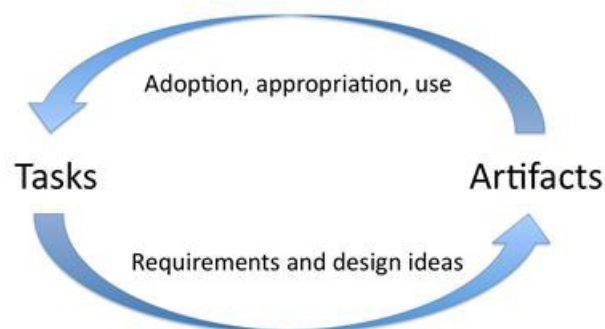 Adoption, appropriation, use
Tasks
Artifacts
Requirements and design ideas